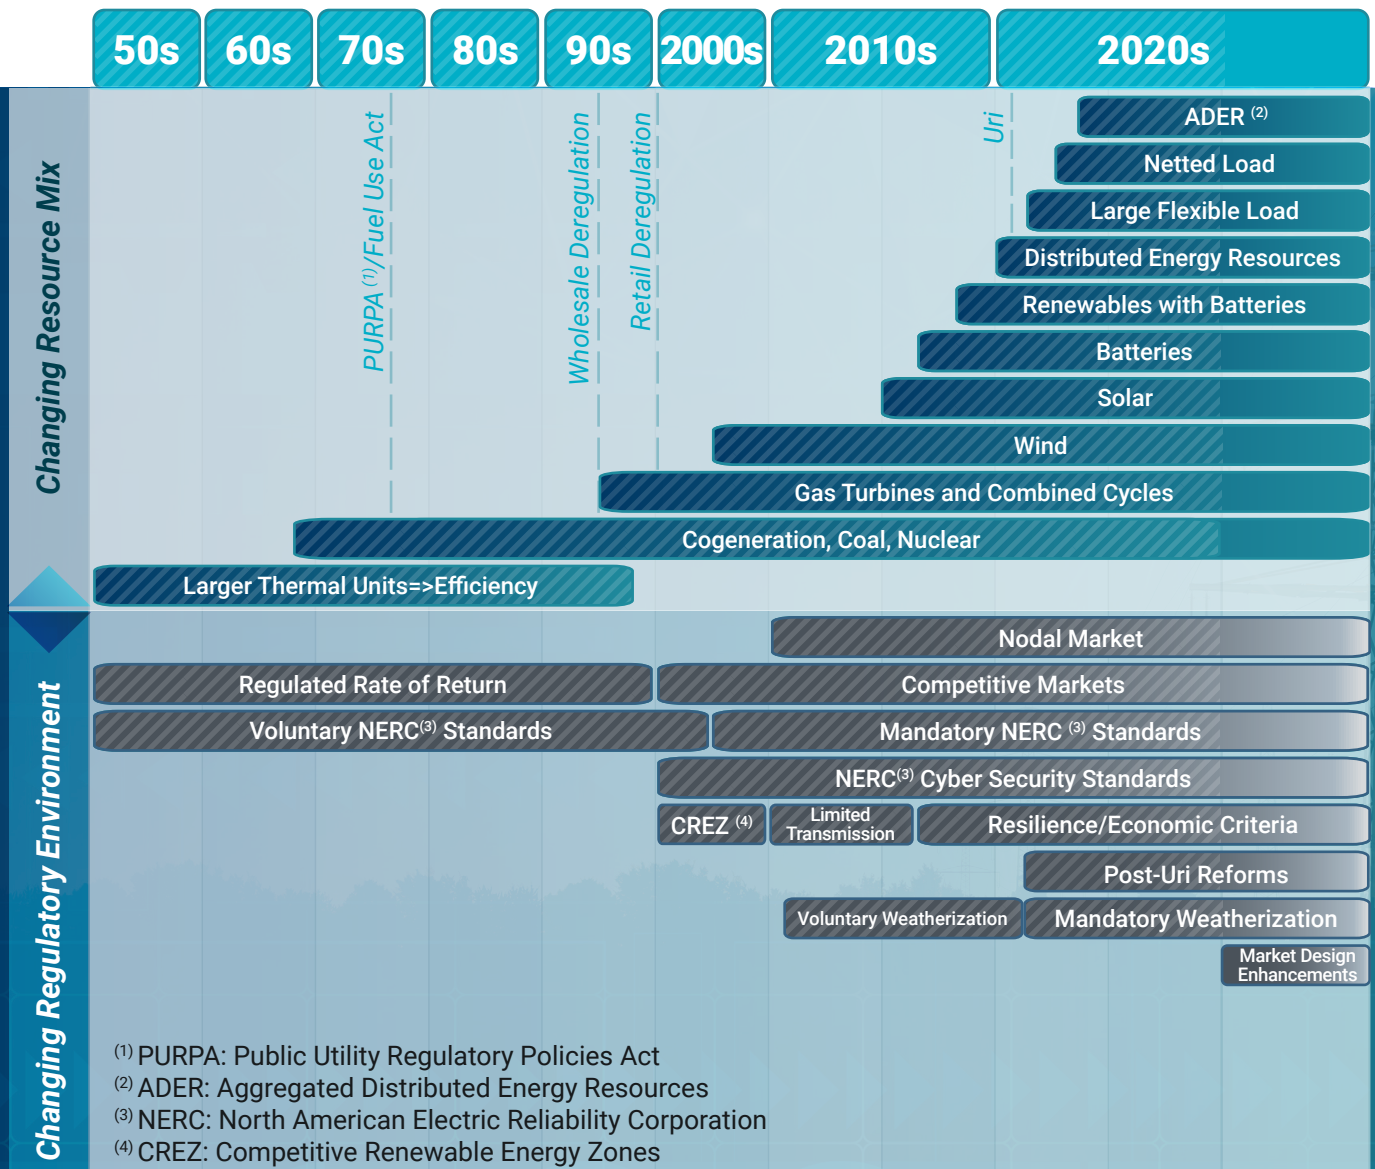 50s 60s 70s 80s 90s 2000s 2010s 2020s
Changing Resource Mix
PURPA (1)/Fuel Use Act
Wholesale Deregulation
Retail Deregulation
Uri
ADER (2)
Netted Load
Large Flexible Load
Distributed Energy Resources
Renewables with Batteries
Batteries
Solar
Wind
Gas Turbines and Combined Cycles
Cogeneration, Coal, Nuclear
Larger Thermal Units=>Efficiency
Changing Regulatory Environment
Nodal Market
Regulated Rate of Return
Competitive Markets
Voluntary NERC(3) Standards
Mandatory NERC (3) Standards
NERC(3) Cyber Security Standards
CREZ (4)
Limited
Transmission
Resilience/Economic Criteria
Post-Uri Reforms
Voluntary Weatherization
Mandatory Weatherization
Market Design
Enhancements
(1) PURPA: Public Utility Regulatory Policies Act
(2) ADER: Aggregated Distributed Energy Resources
(3) NERC: North American Electric Reliability Corporation
(4) CREZ: Competitive Renewable Energy Zones